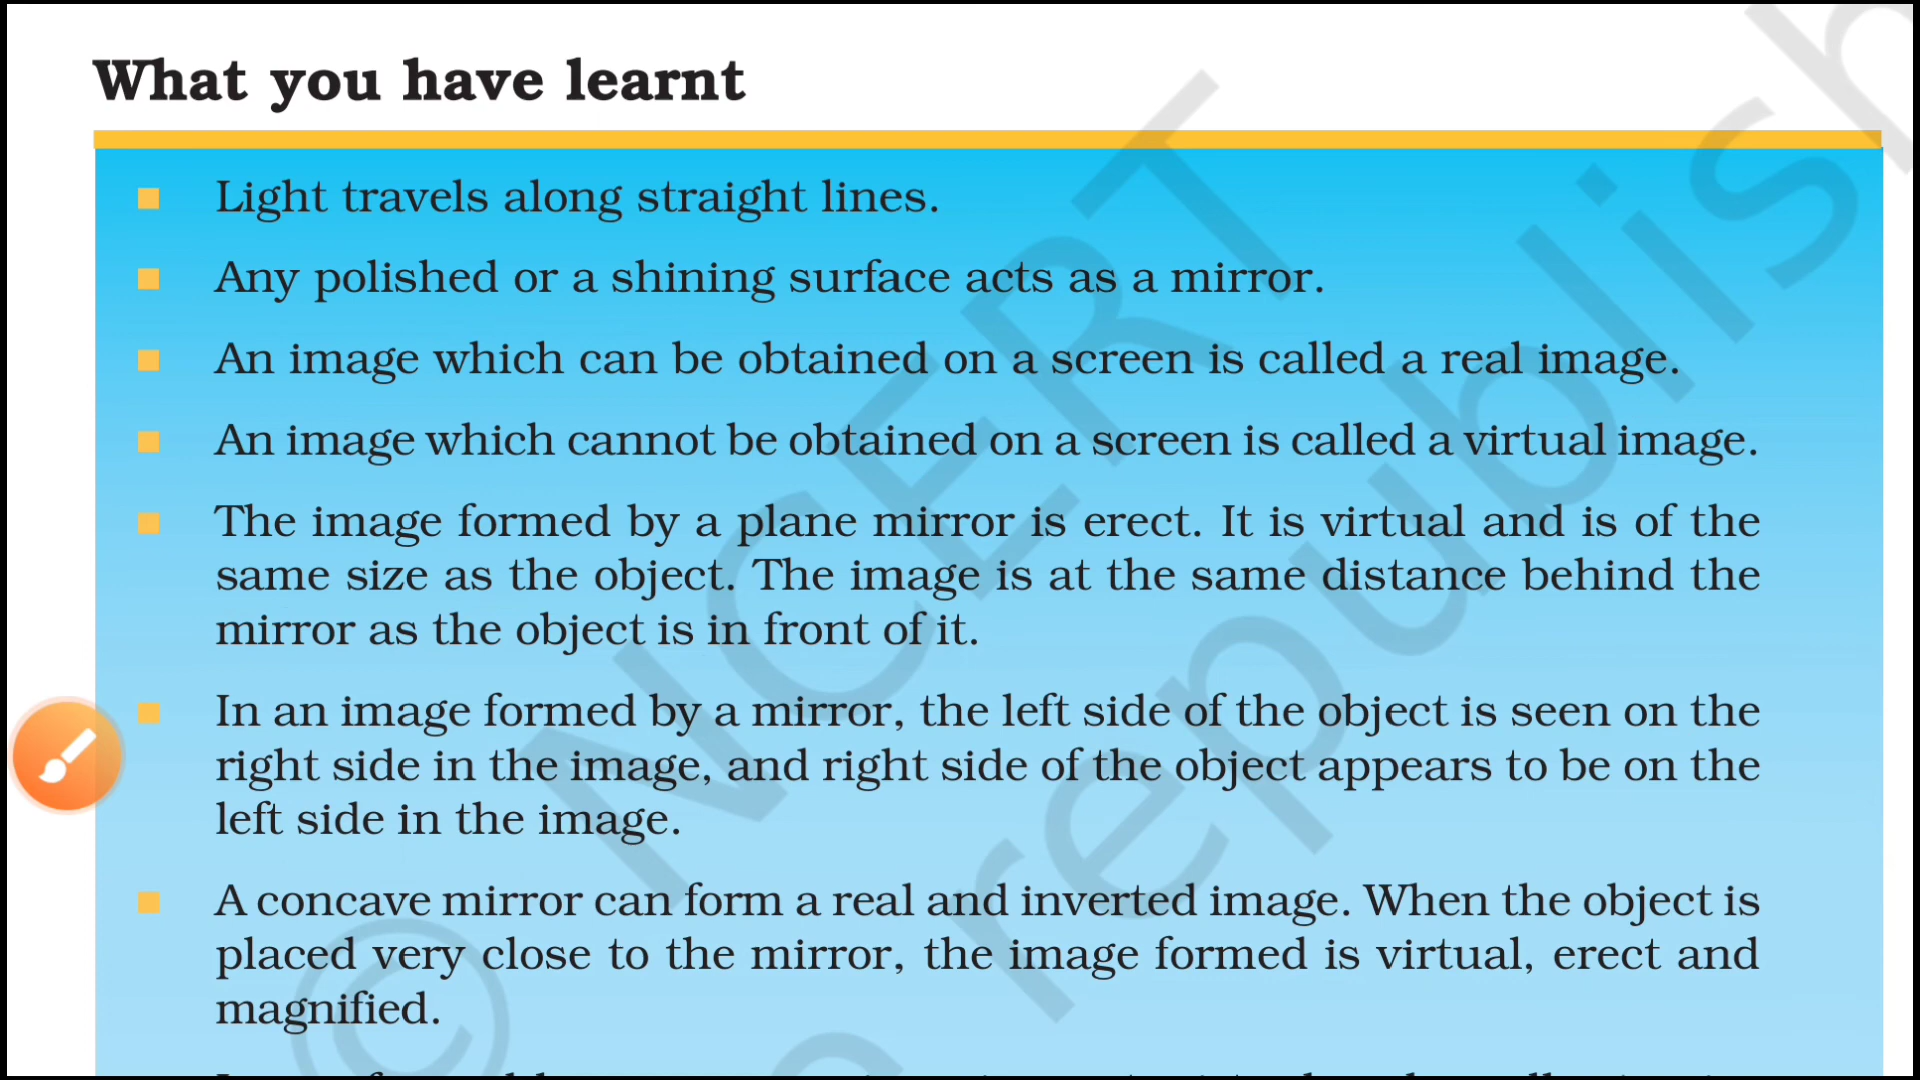 What you have learnt
Light travels along straight lines.
Any polished or a shining surface acts as a mirror.
An image which can be obtained on a screen is called a real image.
An image which cannot be obtained on a screen is called a virtual image.
The image formed by a plane mirror is erect. It is virtual and is of the
same size as the object. The image is at the same distance behind the
mirror as the object is in front of it.
In an image formed by a mirror, the left side of the object is seen on the
right side in the image, and right side of the object appears to be on the
left side in the image.
A concave mirror can form a real and inverted image. When the object is
placed very close to the mirror, the image formed is virtual, erect and
magnified.
© NCERT
republish